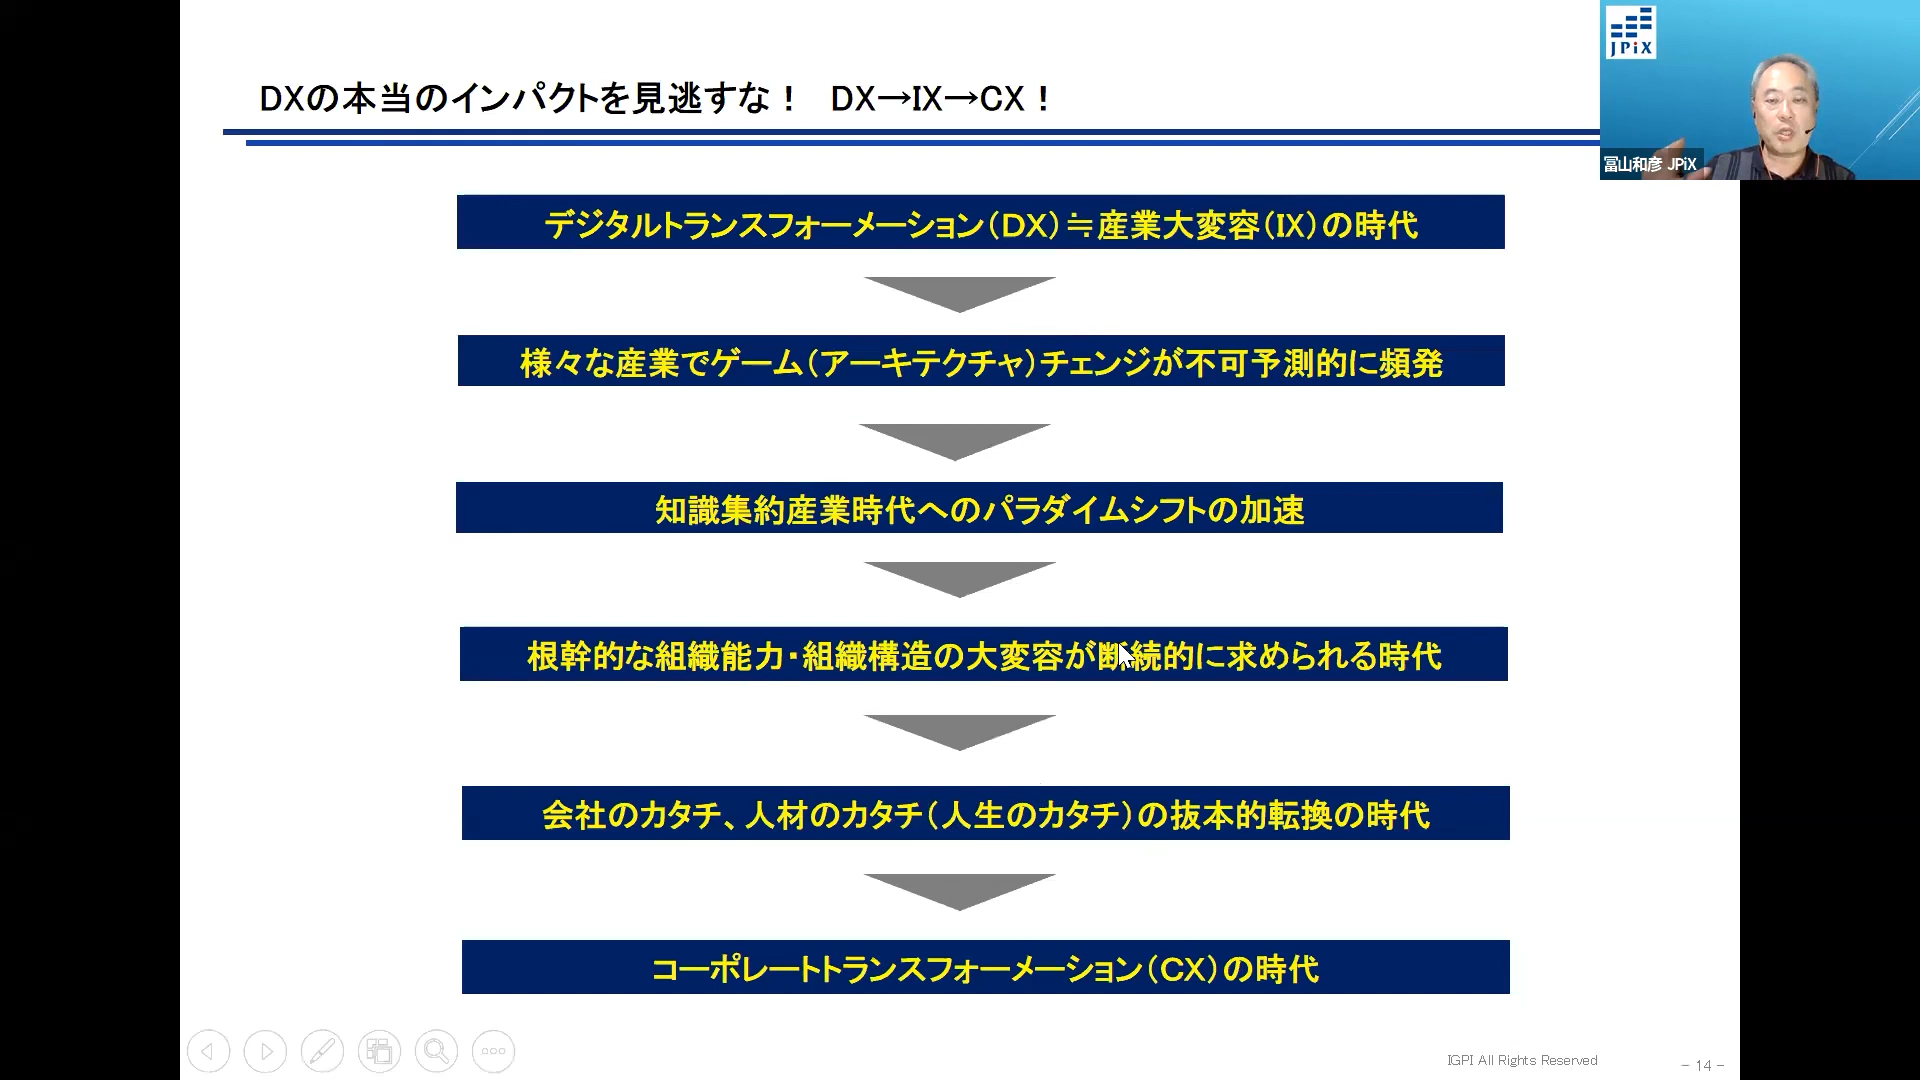 DXの本当のインパクトを見逃すな！ DX→IX→CX！
JPiX
冨山和彦 JPiX
デジタルトランスフォーメーション（DX）≒産業大変容（IX）の時代
様々な産業でゲーム（アーキテクチャ）チェンジが不可予測的に頻発
知識集約産業時代へのパラダイムシフトの加速
根幹的な組織能力・組織構造の大変容が断続的に求められる時代
会社のカタチ、人材のカタチ（人生のカタチ）の抜本的転換の時代
コーポレートトランスフォーメーション（CX）の時代
IGPI All Rights Reserved
- 14 -